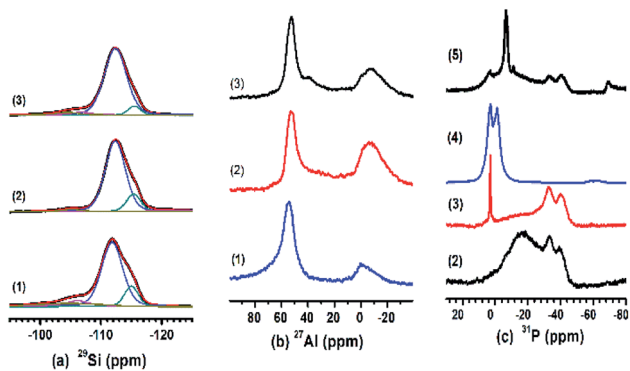 (3)
(2)
(1)
-100 -110 -120
(a) ²⁹Si (ppm)
(3)
(2)
(1)
80 60 40 20 0 -20
(b) ²⁷Al (ppm)
(5)
(4)
(3)
(2)
20 0 -20 -40 -60 -80
(c) ³¹P (ppm)